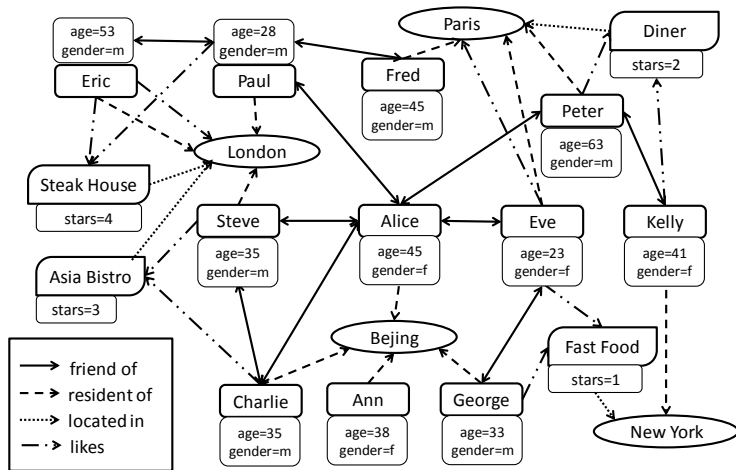 age=53
gender=m
Eric
age=28
gender=m
Paul
Fred
age=45
gender=m
Paris
Diner
stars=2
Peter
age=63
gender=m
London
Steak House
stars=4
Steve
age=35
gender=m
Alice
age=45
gender=f
Eve
age=23
gender=f
Kelly
age=41
gender=f
Asia Bistro
stars=3
Bejing
Fast Food
stars=1
friend of
resident of
located in
likes
Charlie
age=35
gender=m
Ann
age=38
gender=f
George
age=33
gender=m
New York